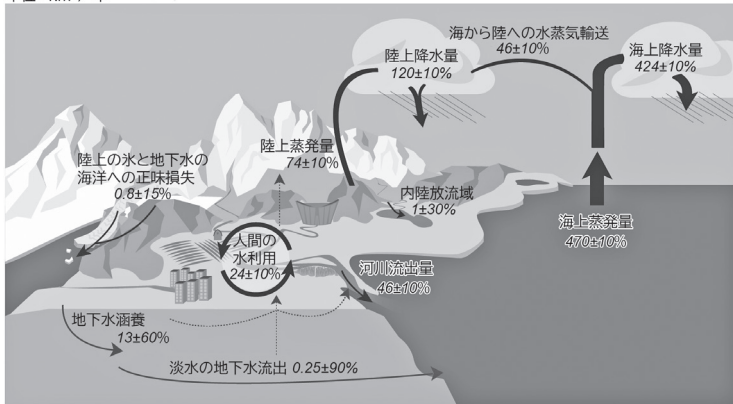 海から陸への水蒸気輸送
46±10%
陸上降水量
120±10%
海上降水量
424±10%
陸上蒸発量
74±10%
陸上の氷と地下水の
海洋への正味損失
0.8±15%
内陸放流域
1±30%
海上蒸発量
470±10%
人間の
水利用
24±10%
河川流出量
46±10%
地下水涵養
13±60%
淡水の地下水流出 0.25±90%